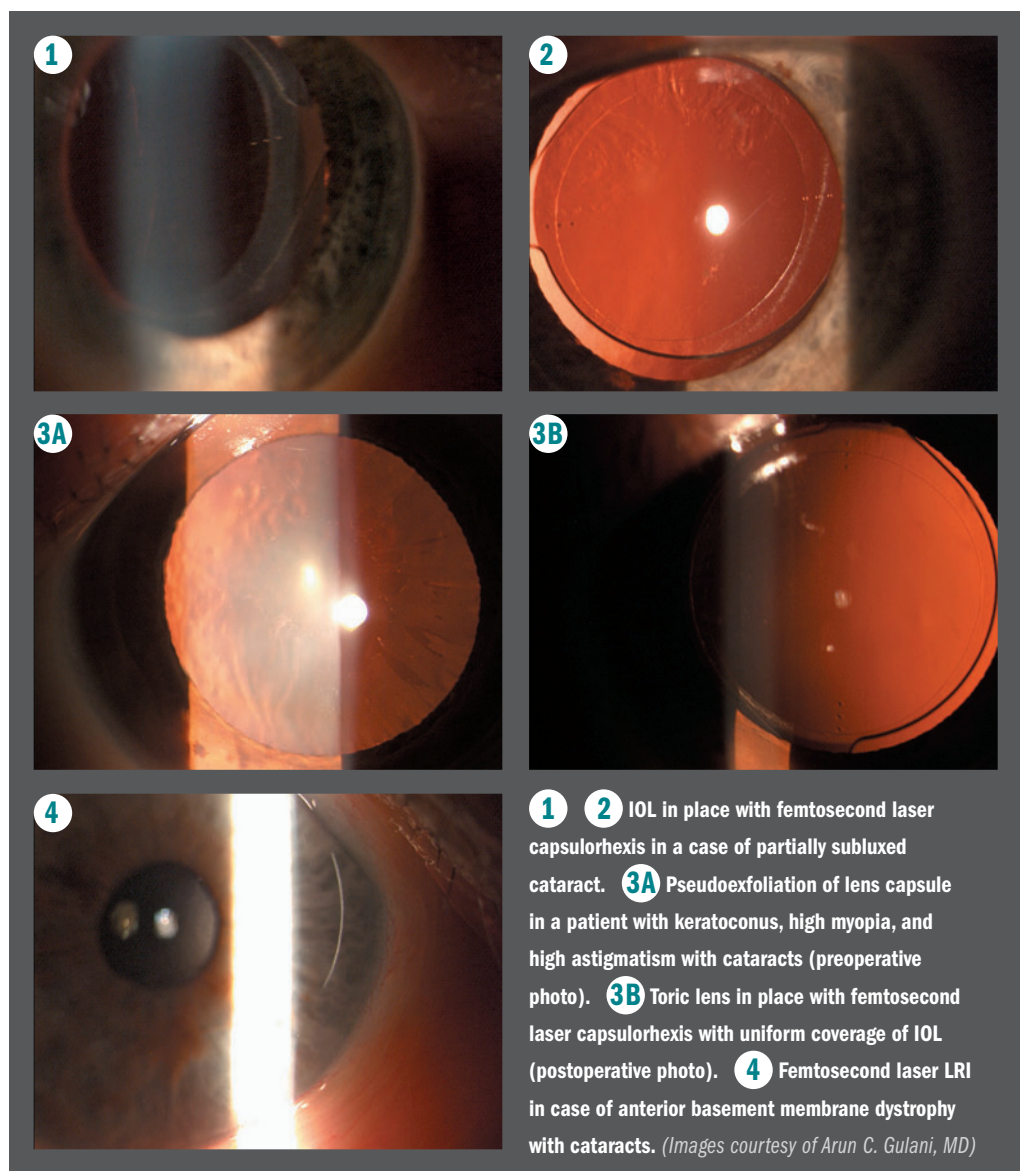 1
2
3A
3B
4
1 2 IOL in place with femtosecond laser
capsulorhexis in a case of partially subluxed
cataract. 3A Pseudoexfoliation of lens capsule
in a patient with keratoconus, high myopia, and
high astigmatism with cataracts (preoperative
photo). 3B Toric lens in place with femtosecond
laser capsulorhexis with uniform coverage of IOL
(postoperative photo). 4 Femtosecond laser LRI
in case of anterior basement membrane dystrophy
with cataracts. (Images courtesy of Arun C. Gulani, MD)